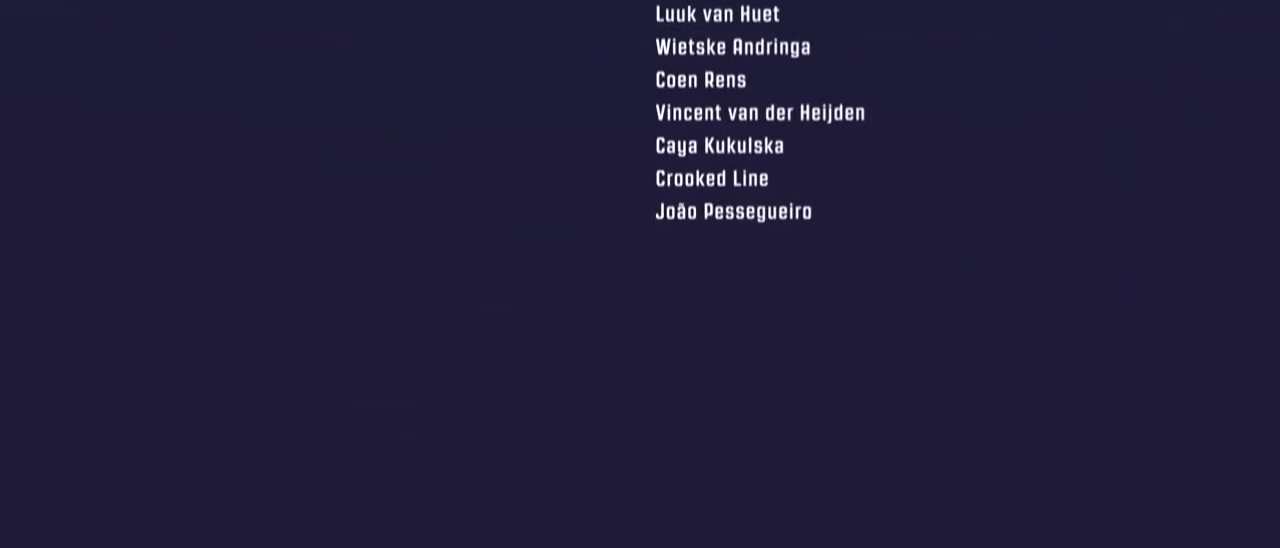 Luuk van Huet
Wietske Andringa
Coen Rens
Vincent van der Heijden
Caya Kukulska
Crooked Line
João Pessegueiro